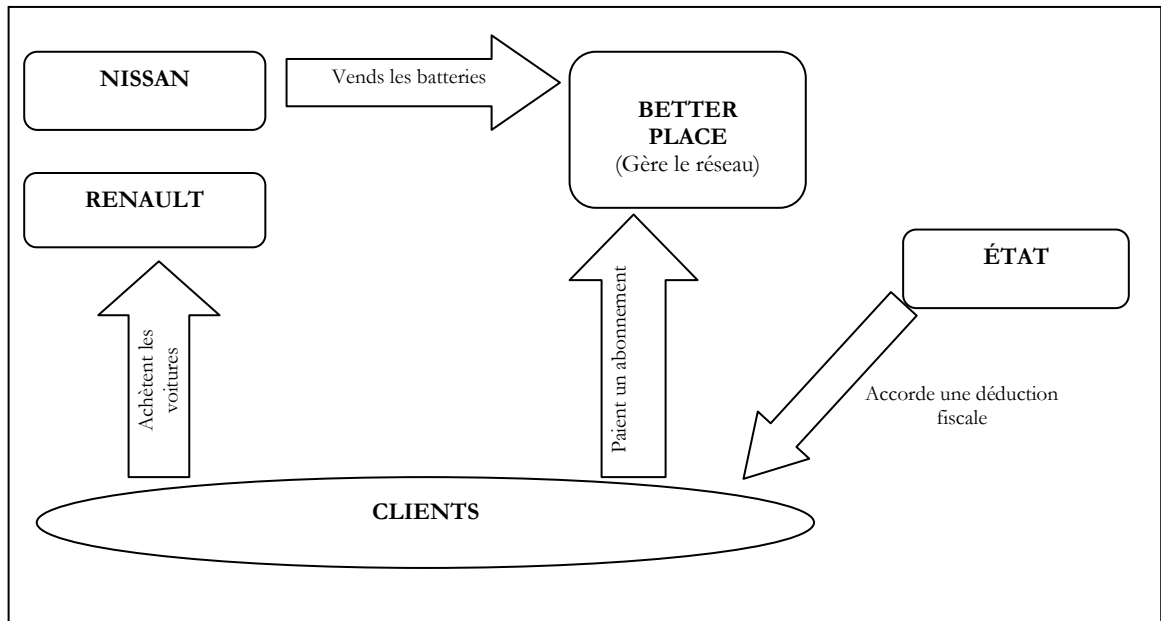 NISSAN
Vends les batteries
BETTER
PLACE
(Gère le réseau)
RENAULT
ÉTAT
Achètent les
voitures
Paient un abonnement
Accorde une déduction
fiscale
CLIENTS